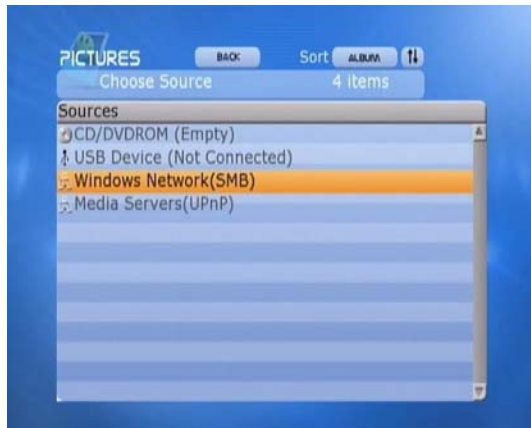 PICTURES BACK Sort ALBUM
Choose Source 4 items
Sources
CD/DVDROM (Empty)
USB Device (Not Connected)
Windows Network(SMB)
Media Servers(UPnP)